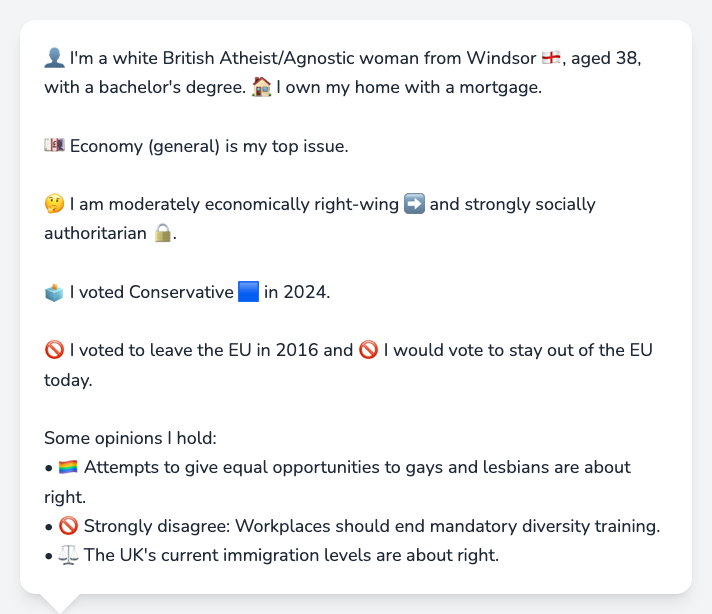 👤 I'm a white British Atheist/Agnostic woman from Windsor 🏴󠁧󠁢󠁥󠁮󠁧󠁿, aged 38,
with a bachelor's degree. 🏠 I own my home with a mortgage.
💷 Economy (general) is my top issue.
🤔 I am moderately economically right-wing ➡️ and strongly socially
authoritarian 🔒.
🗳️ I voted Conservative 🟦 in 2024.
🚫 I voted to leave the EU in 2016 and 🚫 I would vote to stay out of the EU
today.
Some opinions I hold:
• 🏳️‍🌈 Attempts to give equal opportunities to gays and lesbians are about
right.
• 🚫 Strongly disagree: Workplaces should end mandatory diversity training.
• ⚖️ The UK's current immigration levels are about right.